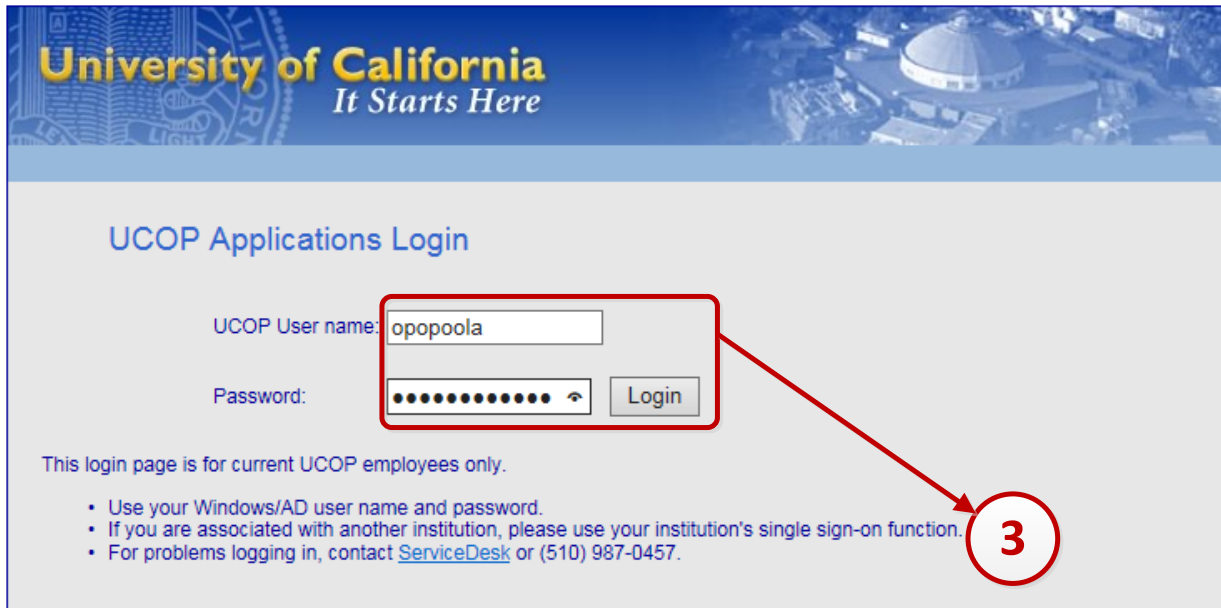 University of California
It Starts Here
LIGHT
UCOP Applications Login
UCOP User name: opopoola
Password: •••••••••••• Login
This login page is for current UCOP employees only.
• Use your Windows/AD user name and password.
• If you are associated with another institution, please use your institution's single sign-on function.
• For problems logging in, contact ServiceDesk or (510) 987-0457.
3